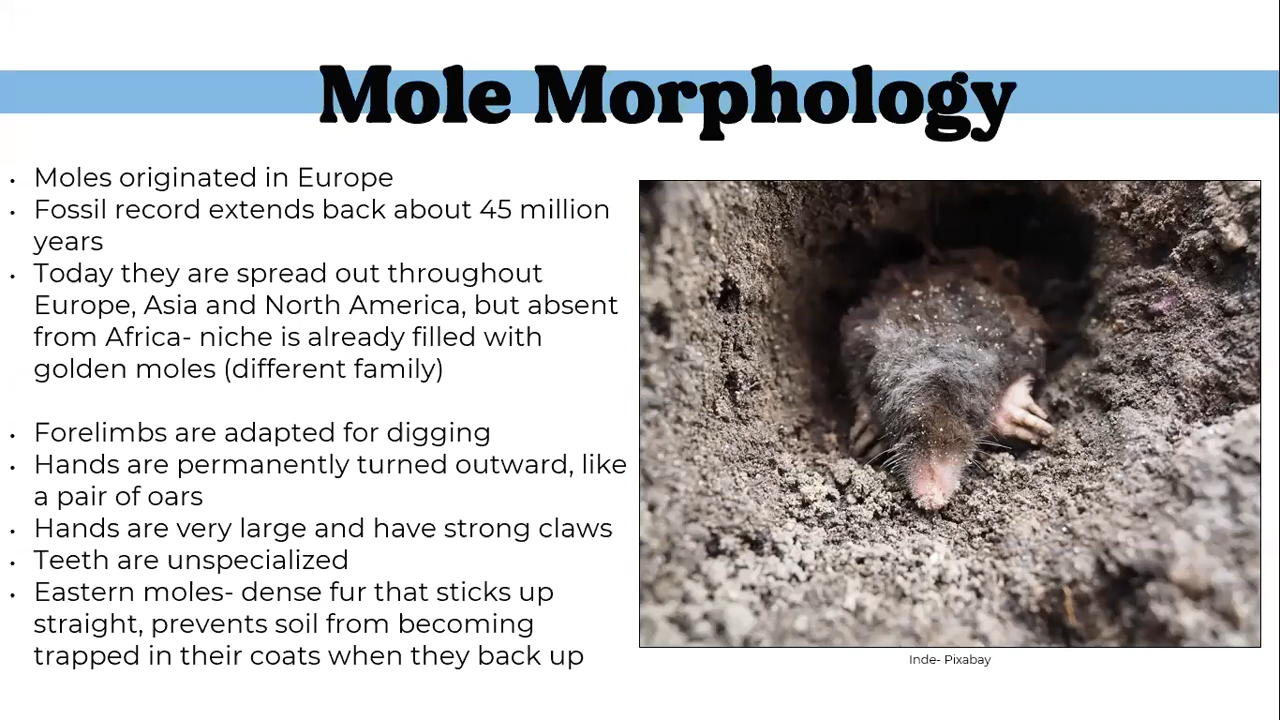 Mole Morphology
• Moles originated in Europe
• Fossil record extends back about 45 million
years
• Today they are spread out throughout
Europe, Asia and North America, but absent
from Africa- niche is already filled with
golden moles (different family)
• Forelimbs are adapted for digging
• Hands are permanently turned outward, like
a pair of oars
• Hands are very large and have strong claws
• Teeth are unspecialized
• Eastern moles- dense fur that sticks up
straight, prevents soil from becoming
trapped in their coats when they back up
Inde- Pixabay